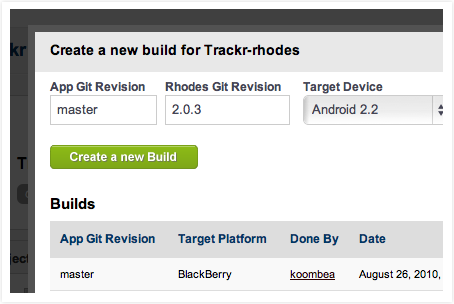 Create a new build for Trackr-rhodes
App Git Revision Rhodes Git Revision Target Device
master 2.0.3 Android 2.2
Create a new Build
Builds
App Git Revision Target Platform Done By Date
master BlackBerry koombea August 26, 2010,